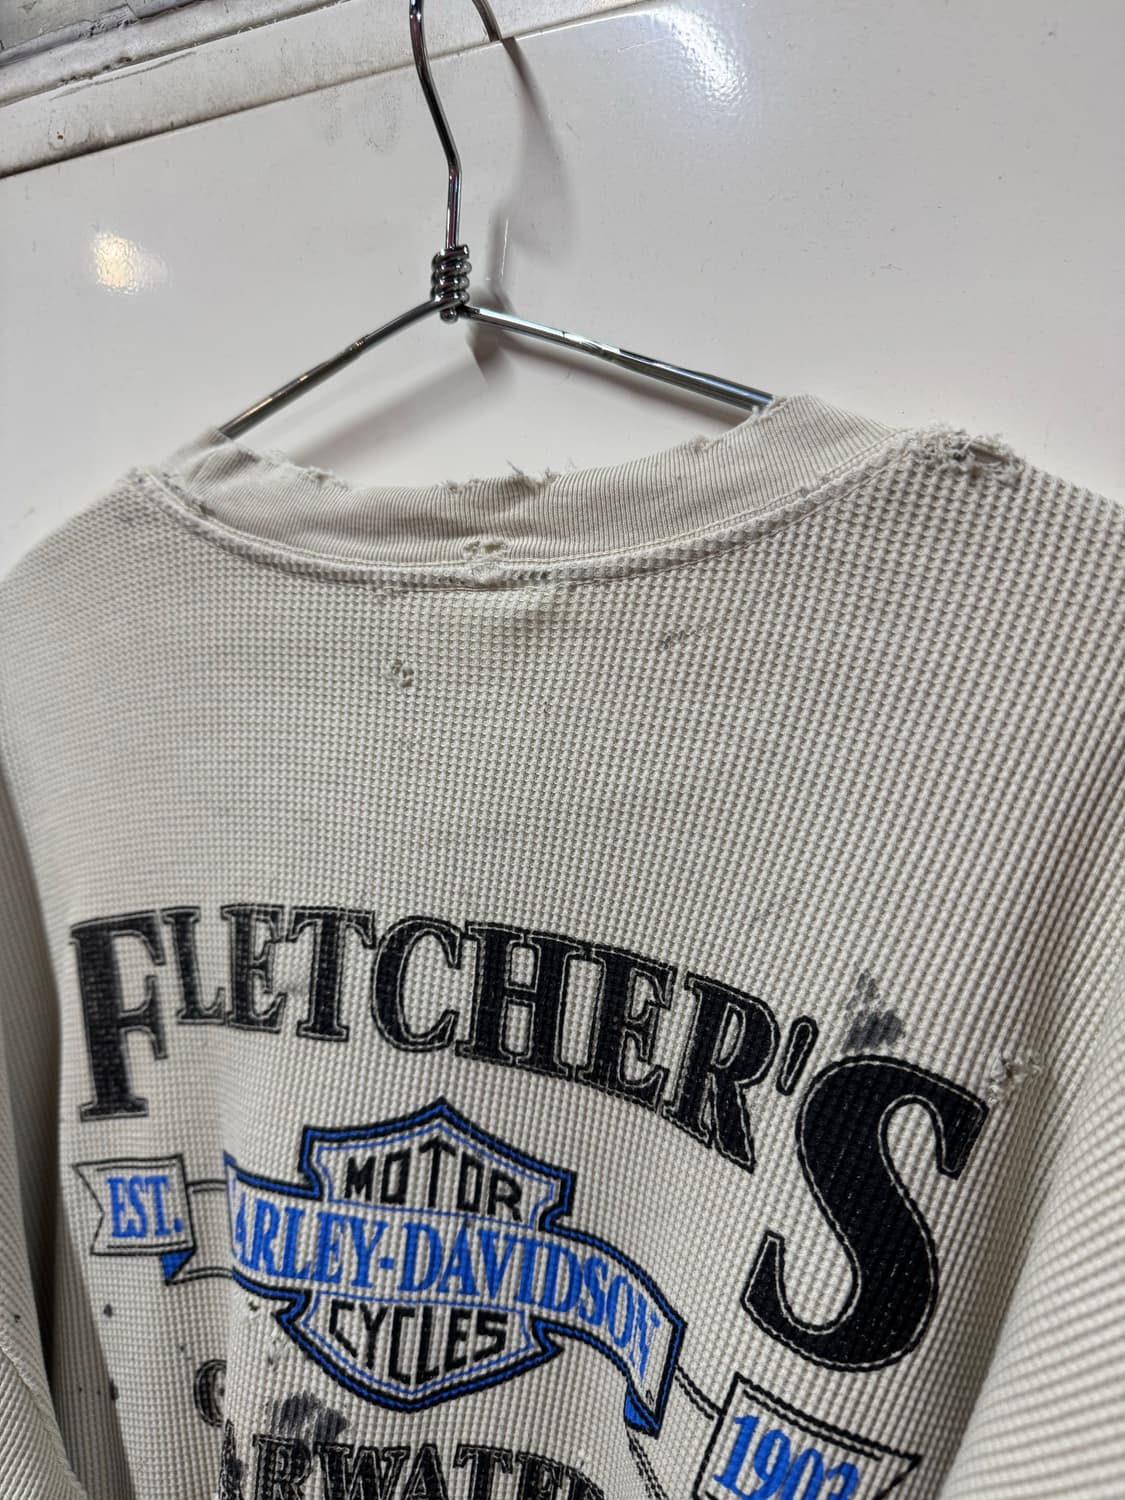 FLETCHER'S
EST.
MOTOR
HARLEY-DAVIDSON
CYCLES
1903